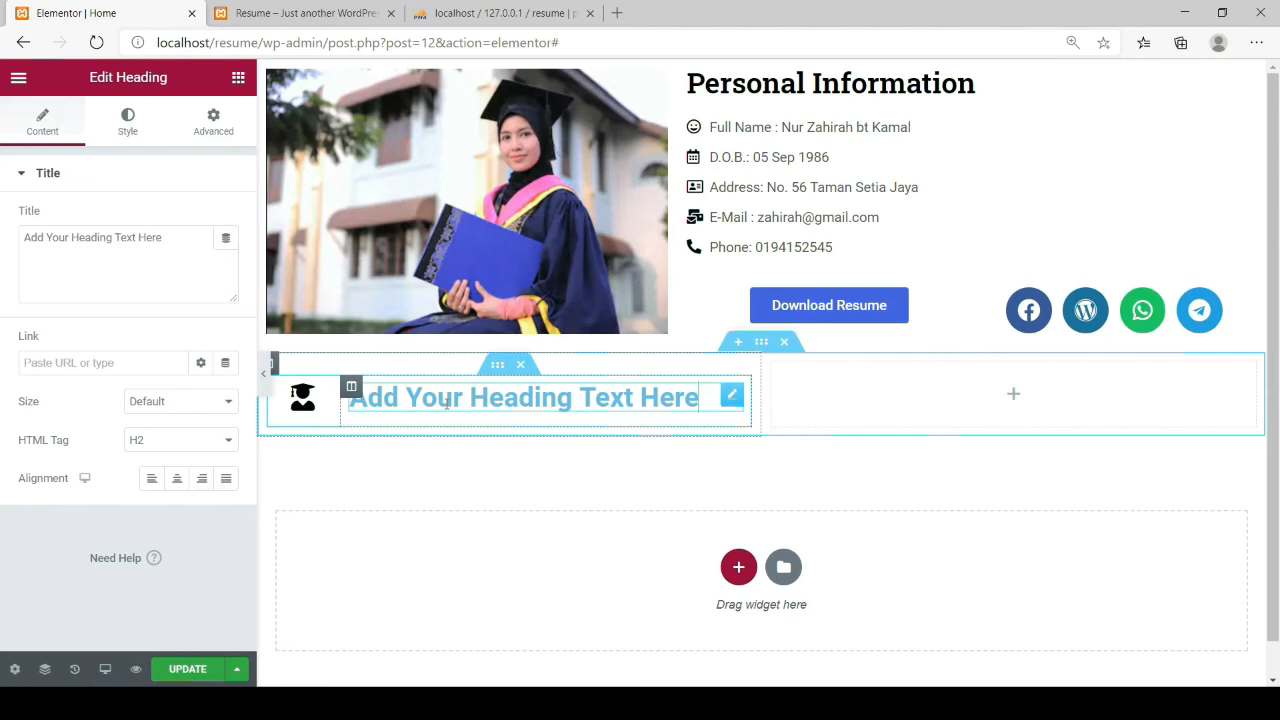 Elementor | Home
Resume – Just another WordPres
localhost / 127.0.0.1 / resume | p
localhost/resume/wp-admin/post.php?post=12&action=elementor#
Edit Heading
Content
Style
Advanced
Title
Title
Add Your Heading Text Here
Link
Paste URL or type
Size
Default
HTML Tag
H2
Alignment
Need Help
UPDATE
Personal Information
Full Name : Nur Zahirah bt Kamal
D.O.B.: 05 Sep 1986
Address: No. 56 Taman Setia Jaya
E-Mail : zahirah@gmail.com
Phone: 0194152545
Download Resume
Add Your Heading Text Here
Drag widget here